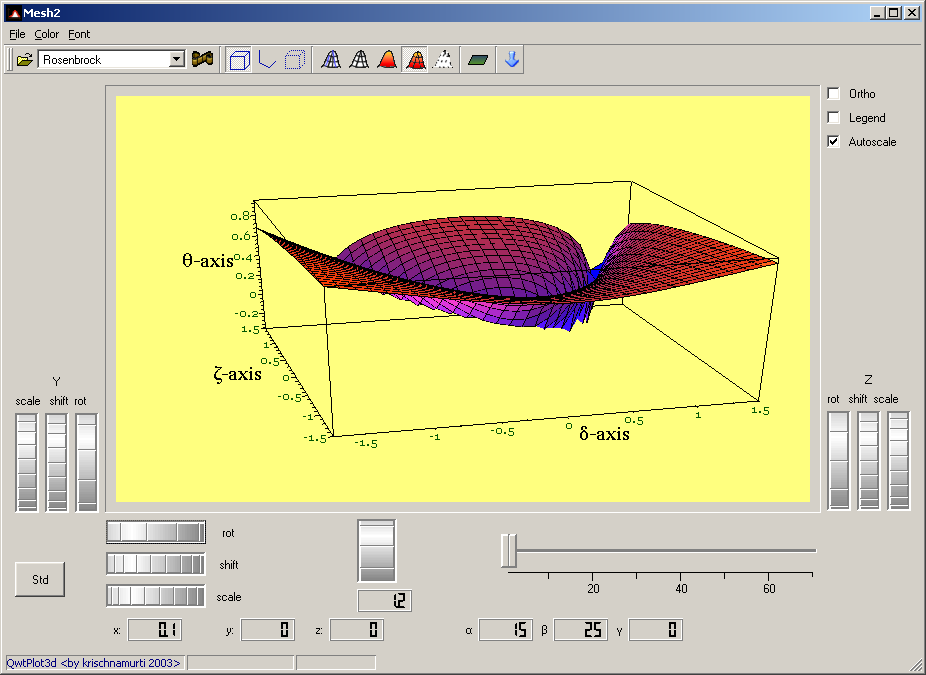 Mesh2
File Color Font
Rosenbrock
Ortho
Legend
Autoscale
0.8
0.6
0.4
0.2
0
-0.2
θ-axis
1.5
1
0.5
0
-0.5
-1
-1.5
ζ-axis
-1.5 -1 -0.5 0 0.5 1 1.5
δ-axis
Y
scale shift rot
Z
rot shift scale
rot
shift
scale
Std
1.2
20 40 60
x: 0.1 y: 0 z: 0 α 15 β 25 γ 0
QwtPlot3d <by krischnamurti 2003>